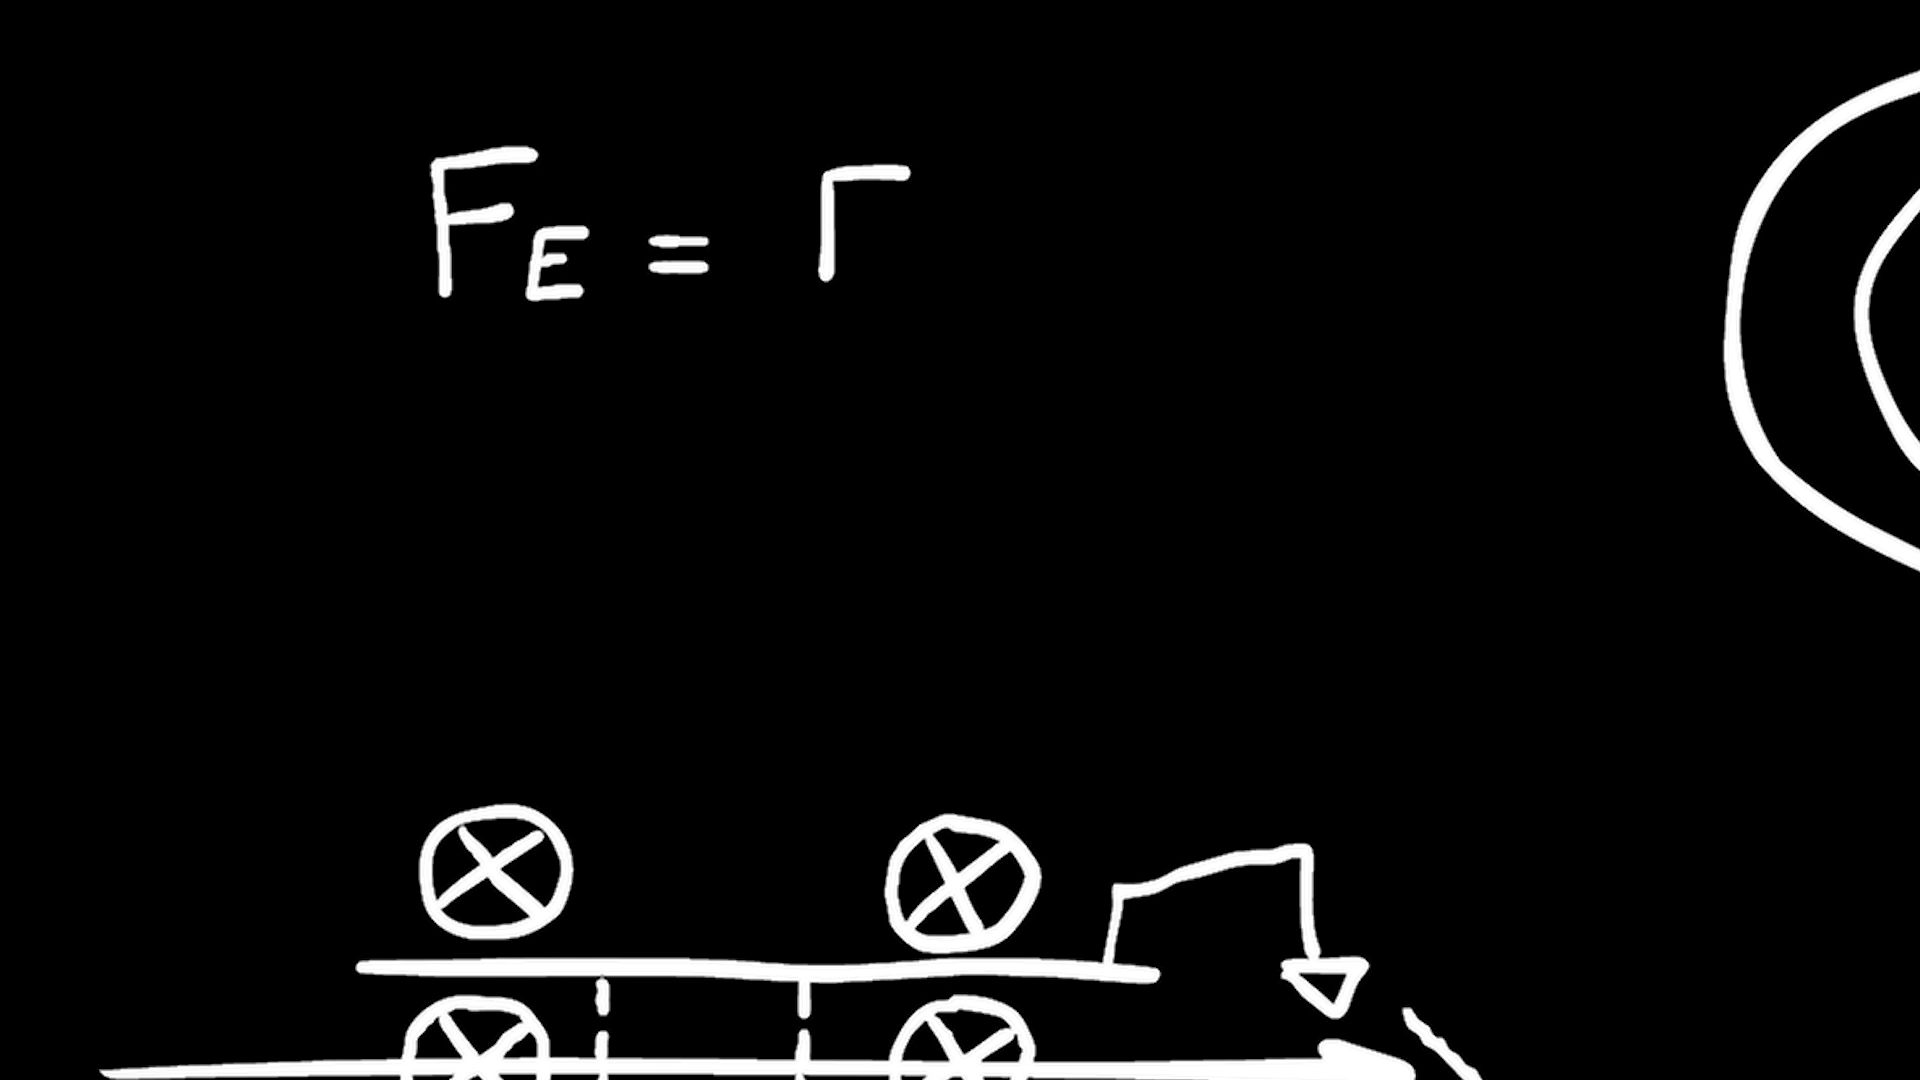 F_E = Γ